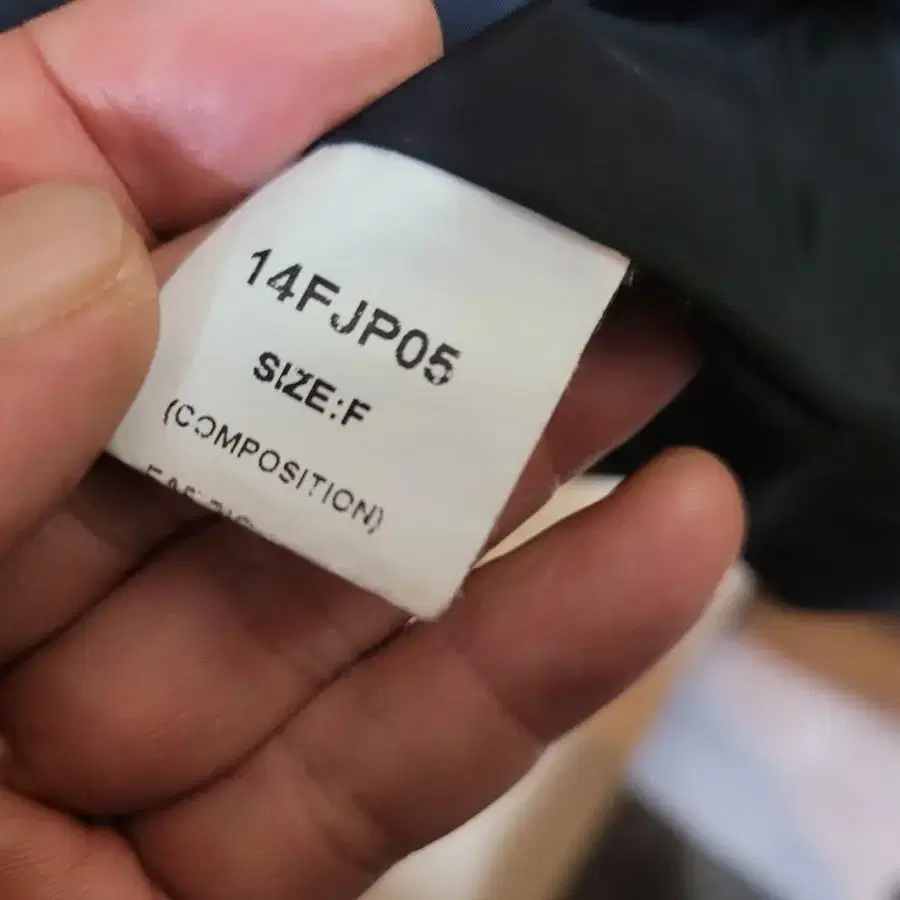 14FJP05
SIZE:F
(COMPOSITION)